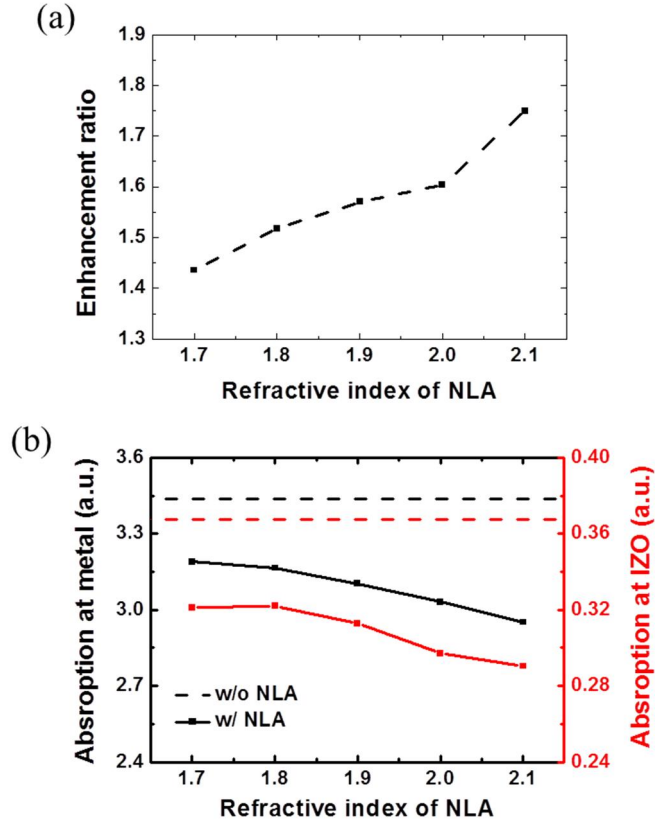 (a)
1.9
1.8
1.7
1.6
1.5
1.4
1.3
Enhancement ratio
1.7 1.8 1.9 2.0 2.1
Refractive index of NLA
(b)
3.6
3.3
3.0
2.7
2.4
Absroption at metal (a.u.)
0.40
0.36
0.32
0.28
0.24
Absroption at IZO (a.u.)
w/o NLA
w/ NLA
1.7 1.8 1.9 2.0 2.1
Refractive index of NLA